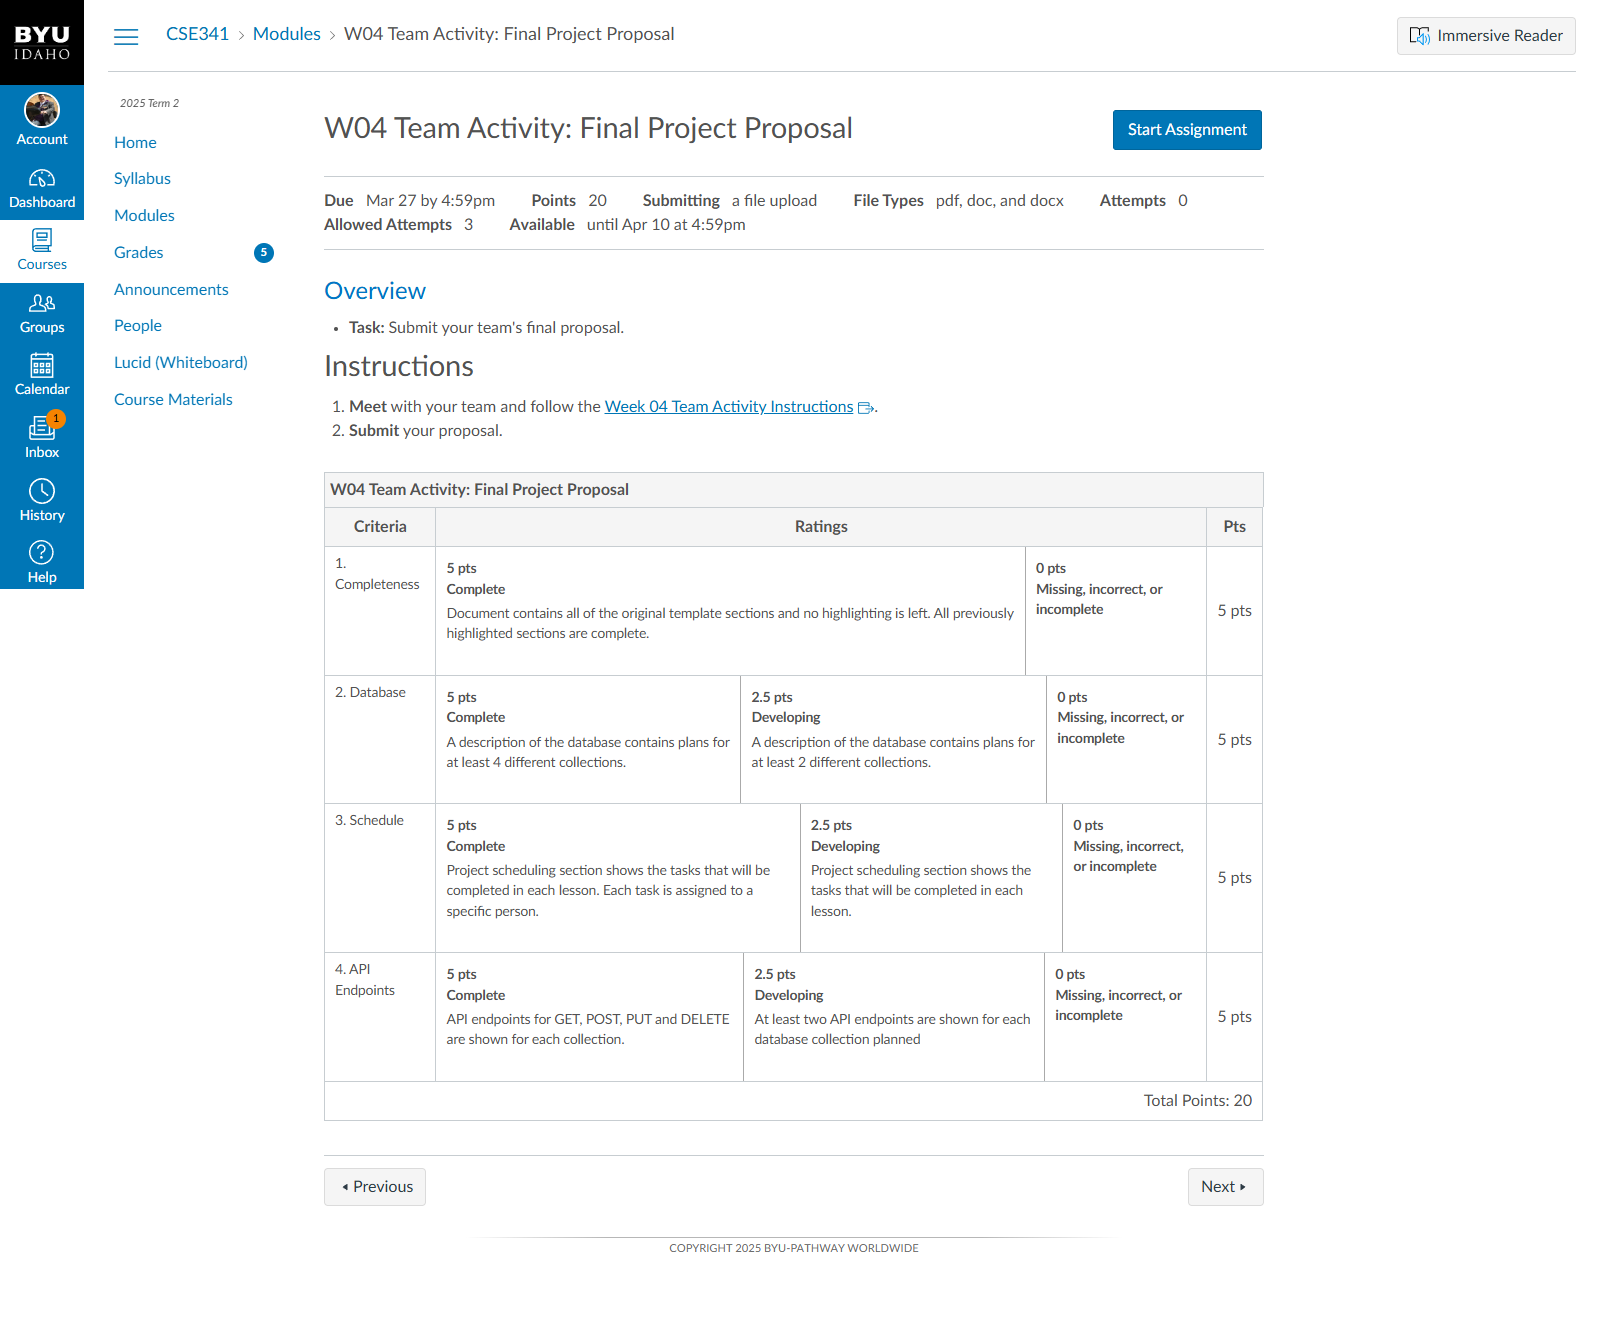 BYU
IDAHO
Account
Dashboard
Courses
Groups
Calendar
1
Inbox
History
Help
CSE341 › Modules › W04 Team Activity: Final Project Proposal
Immersive Reader
2025 Term 2
Home
Syllabus
Modules
Grades 5
Announcements
People
Lucid (Whiteboard)
Course Materials
W04 Team Activity: Final Project Proposal
Start Assignment
Due Mar 27 by 4:59pm Points 20 Submitting a file upload File Types pdf, doc, and docx Attempts 0
Allowed Attempts 3 Available until Apr 10 at 4:59pm
Overview
• Task: Submit your team's final proposal.
Instructions
1. Meet with your team and follow the Week 04 Team Activity Instructions.
2. Submit your proposal.
W04 Team Activity: Final Project Proposal
Criteria Ratings Pts
1.
Completeness
5 pts
Complete
Document contains all of the original template sections and no highlighting is left. All previously
highlighted sections are complete.
0 pts
Missing, incorrect, or
incomplete
5 pts
2. Database
5 pts
Complete
A description of the database contains plans for
at least 4 different collections.
2.5 pts
Developing
A description of the database contains plans for
at least 2 different collections.
0 pts
Missing, incorrect, or
incomplete
5 pts
3. Schedule
5 pts
Complete
Project scheduling section shows the tasks that will be
completed in each lesson. Each task is assigned to a
specific person.
2.5 pts
Developing
Project scheduling section shows the
tasks that will be completed in each
lesson.
0 pts
Missing, incorrect,
or incomplete
5 pts
4. API
Endpoints
5 pts
Complete
API endpoints for GET, POST, PUT and DELETE
are shown for each collection.
2.5 pts
Developing
At least two API endpoints are shown for each
database collection planned
0 pts
Missing, incorrect, or
incomplete
5 pts
Total Points: 20
Previous
Next
COPYRIGHT 2025 BYU-PATHWAY WORLDWIDE